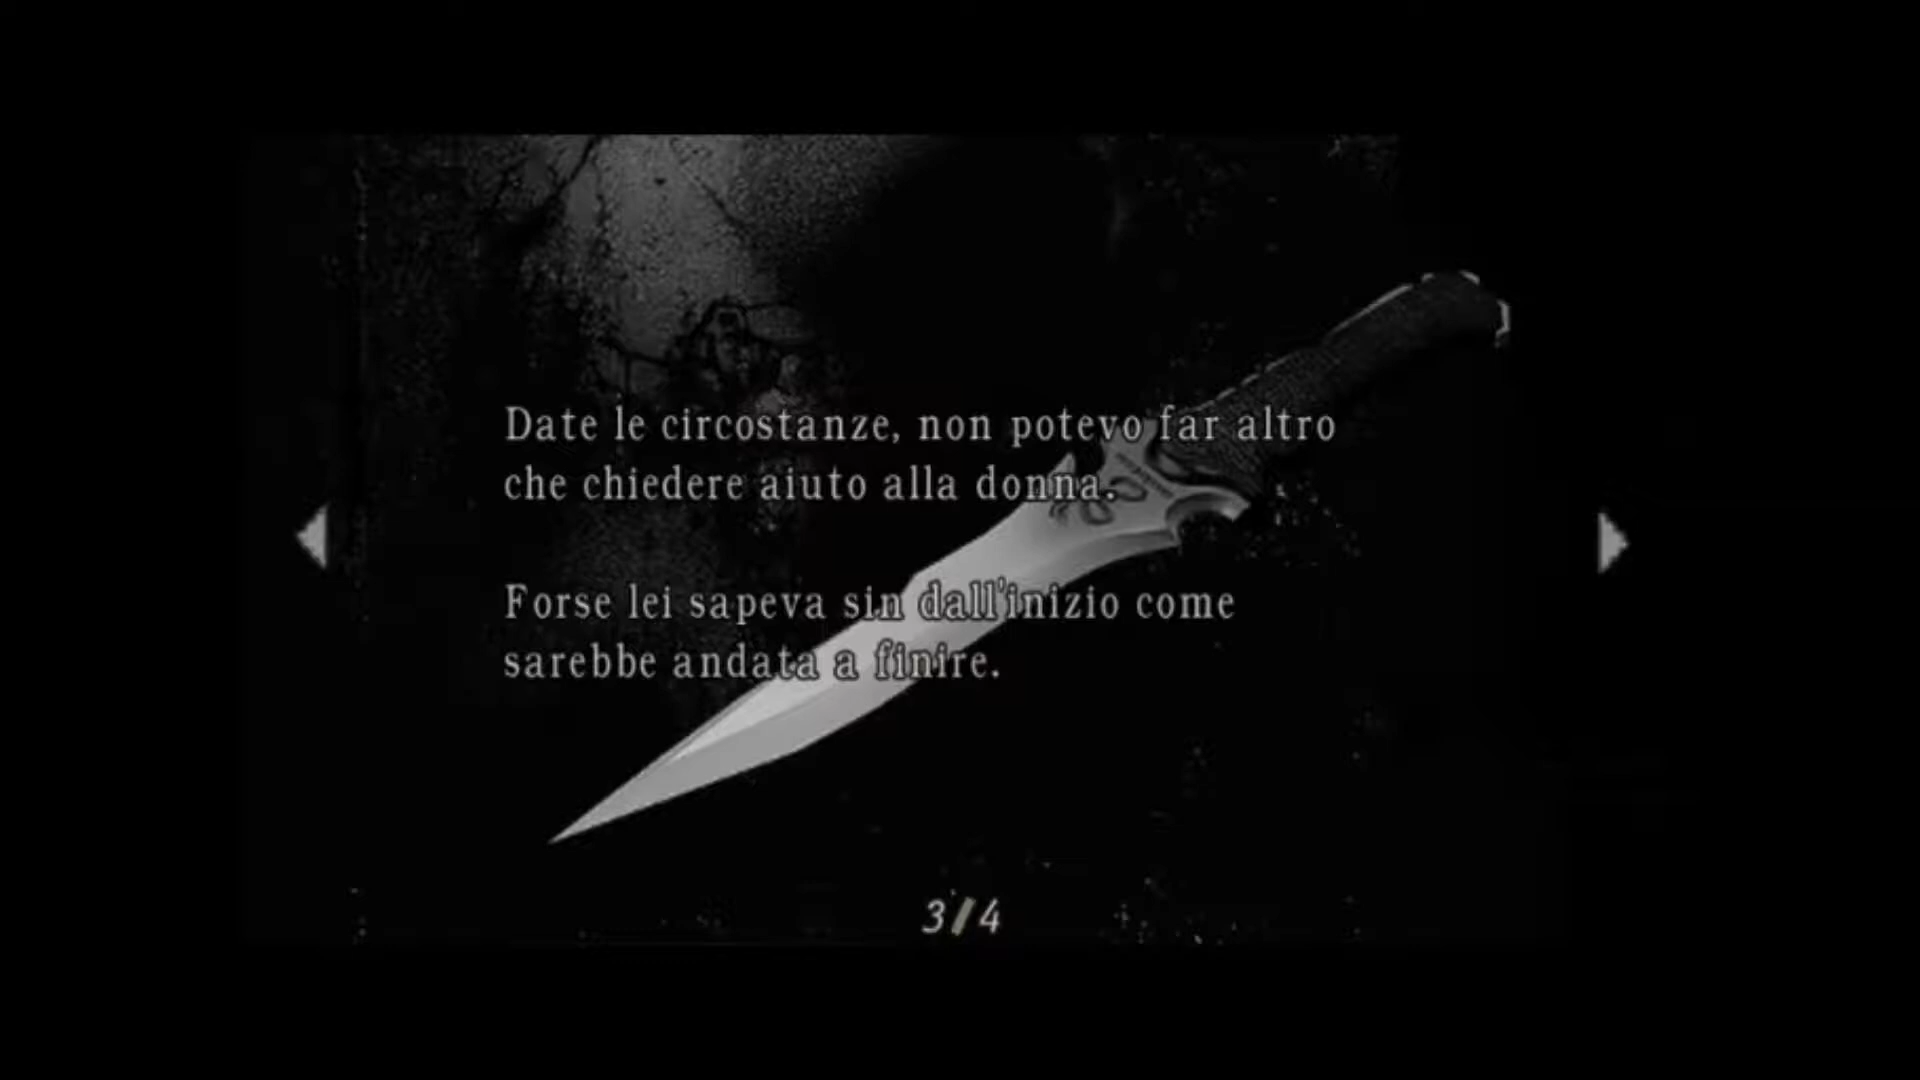 Date le circostanze, non potevo far altro
che chiedere aiuto alla donna.
Forse lei sapeva sin dall'inizio come
sarebbe andata a finire.
3/4